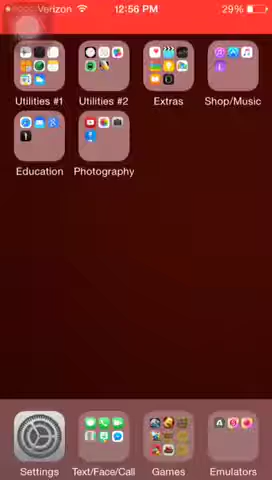 Verizon 12:56 PM 29%
Utilities #1 Utilities #2 Extras Shop/Music
Education Photography
Settings Text/Face/Call Games Emulators